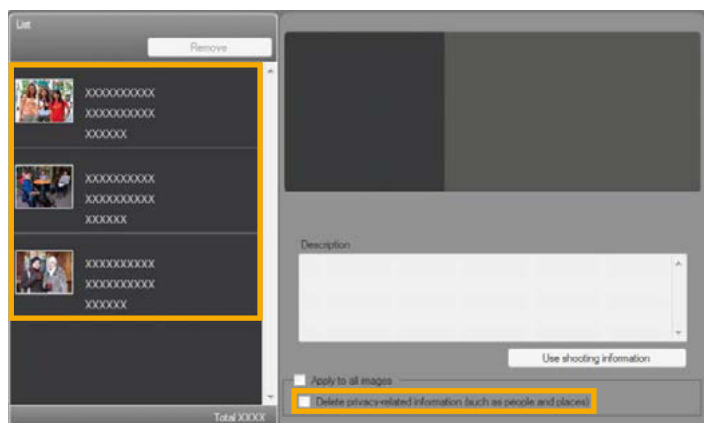 List
Remove
XXXXXXXXXX
XXXXXXXXXX
XXXXXX
XXXXXXXXXX
XXXXXXXXXX
XXXXXX
XXXXXXXXXX
XXXXXXXXXX
XXXXXX
Total XXXX
Description
Use shooting information
Apply to all images
Delete privacy-related information (such as people and places)